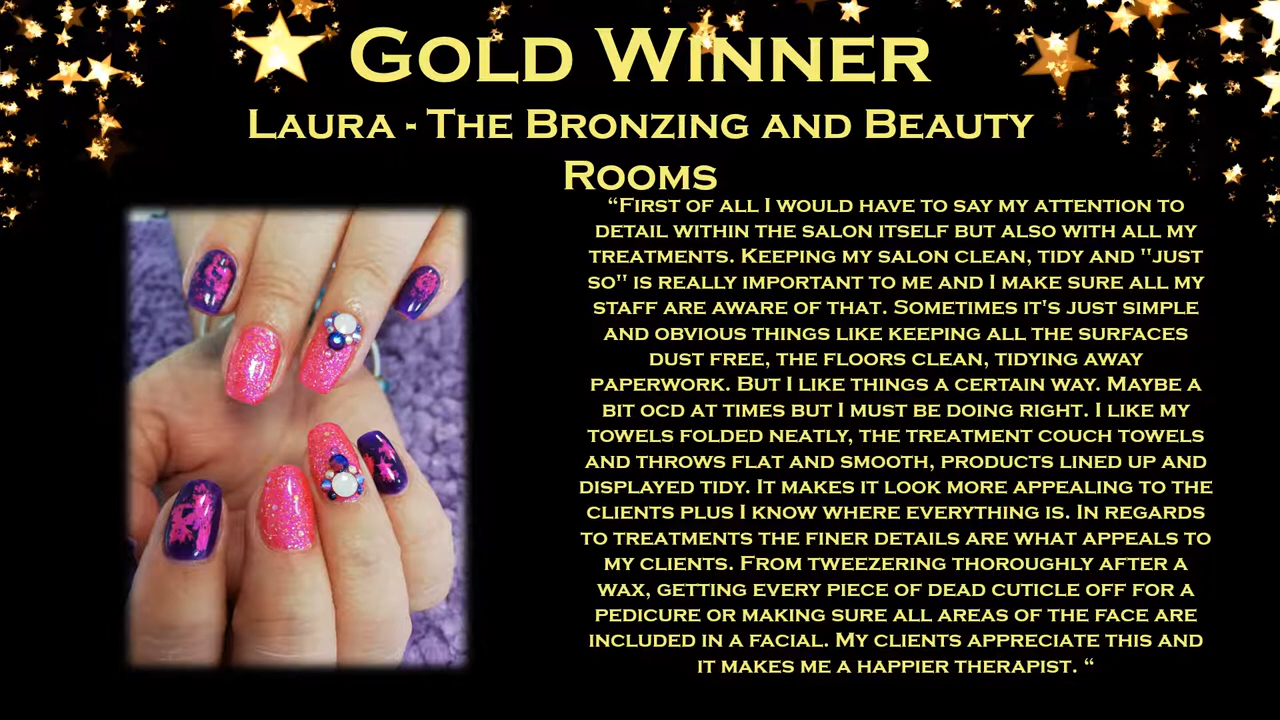 GOLD WINNER
LAURA - THE BRONZING AND BEAUTY
ROOMS
“FIRST OF ALL I WOULD HAVE TO SAY MY ATTENTION TO
DETAIL WITHIN THE SALON ITSELF BUT ALSO WITH ALL MY
TREATMENTS. KEEPING MY SALON CLEAN, TIDY AND "JUST
SO" IS REALLY IMPORTANT TO ME AND I MAKE SURE ALL MY
STAFF ARE AWARE OF THAT. SOMETIMES IT'S JUST SIMPLE
AND OBVIOUS THINGS LIKE KEEPING ALL THE SURFACES
DUST FREE, THE FLOORS CLEAN, TIDYING AWAY
PAPERWORK. BUT I LIKE THINGS A CERTAIN WAY. MAYBE A
BIT OCD AT TIMES BUT I MUST BE DOING RIGHT. I LIKE MY
TOWELS FOLDED NEATLY, THE TREATMENT COUCH TOWELS
AND THROWS FLAT AND SMOOTH, PRODUCTS LINED UP AND
DISPLAYED TIDY. IT MAKES IT LOOK MORE APPEALING TO THE
CLIENTS PLUS I KNOW WHERE EVERYTHING IS. IN REGARDS
TO TREATMENTS THE FINER DETAILS ARE WHAT APPEALS TO
MY CLIENTS. FROM TWEEZERING THOROUGHLY AFTER A
WAX, GETTING EVERY PIECE OF DEAD CUTICLE OFF FOR A
PEDICURE OR MAKING SURE ALL AREAS OF THE FACE ARE
INCLUDED IN A FACIAL. MY CLIENTS APPRECIATE THIS AND
IT MAKES ME A HAPPIER THERAPIST. “